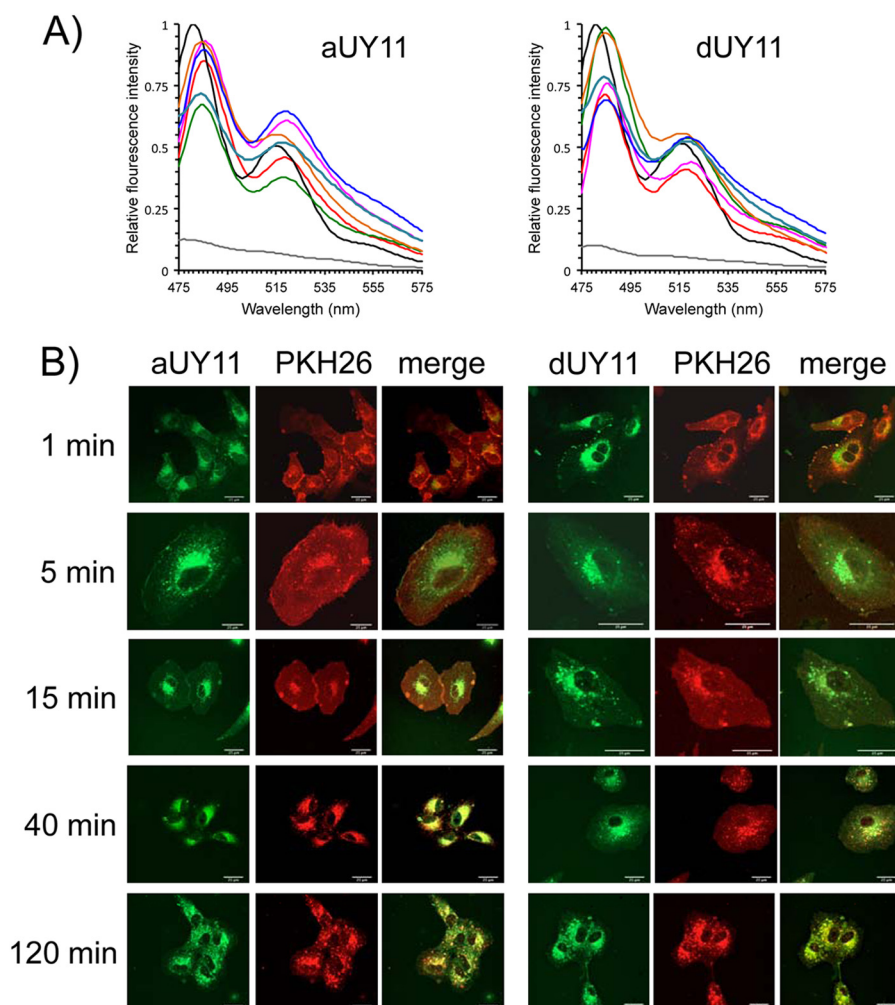 A)
aUY11
Relative flourescence intensity
1
0.75
0.5
0.25
0
475 495 515 535 555 575
Wavelength (nm)
dUY11
Relative fluorescence intensity
1
0.75
0.5
0.25
0
475 495 515 535 555 575
Wavelength (nm)
B)
aUY11 PKH26 merge dUY11 PKH26 merge
1 min
5 min
15 min
40 min
120 min